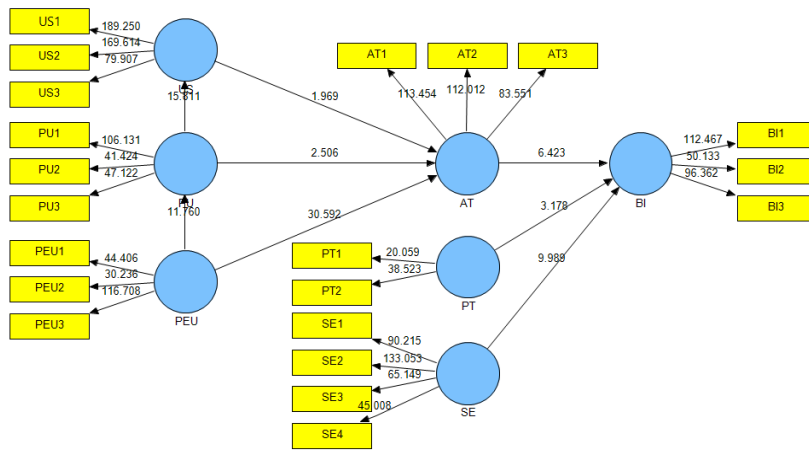 US1
189.250
US2
169.614
US3
79.907
US
15.811
PU1
106.131
PU2
41.424
PU3
47.122
PU
11.760
PEU1
44.406
PEU2
30.236
PEU3
116.708
PEU
1.969
2.506
30.592
AT1
AT2
AT3
113.454
112.012
83.551
AT
6.423
3.178
9.989
PT1
20.059
PT2
38.523
PT
SE1
90.215
SE2
133.053
SE3
65.149
SE4
45.008
SE
BI
112.467
BI1
50.133
BI2
96.362
BI3